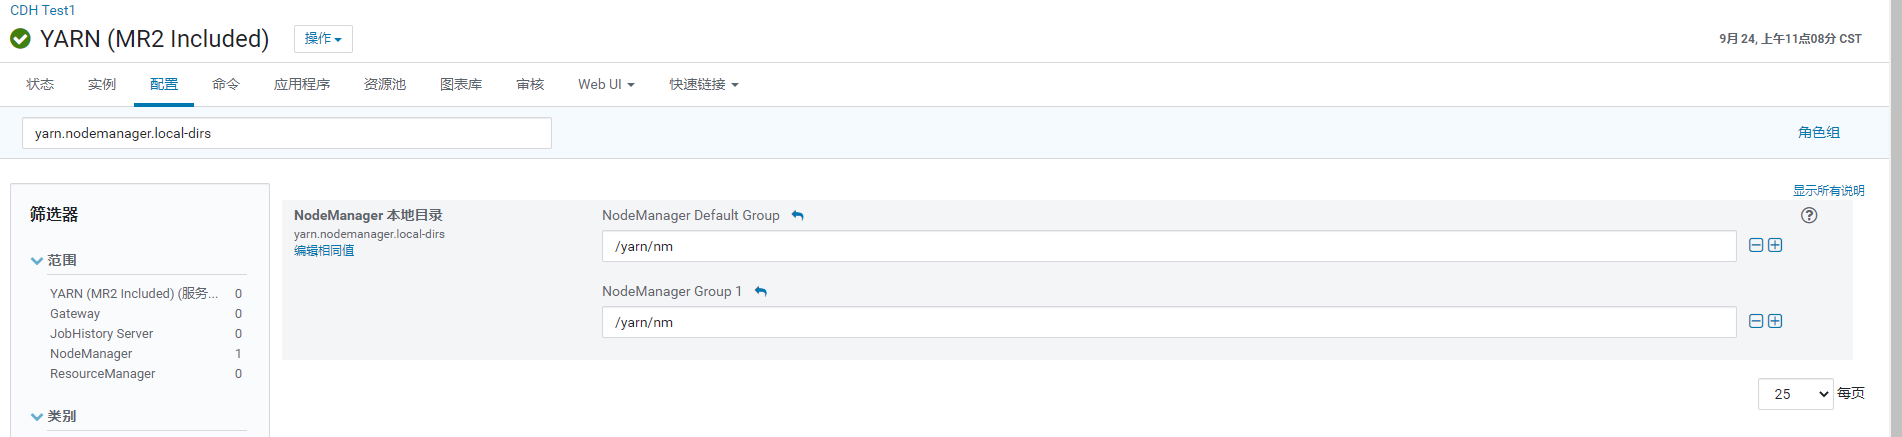 CDH Test1
YARN (MR2 Included) 操作
9月 24, 上午11点08分 CST
状态 实例 配置 命令 应用程序 资源池 图表库 审核 Web UI 快速链接
yarn.nodemanager.local-dirs
角色组
显示所有说明
筛选器
范围
YARN (MR2 Included) (服务... 0
Gateway 0
JobHistory Server 0
NodeManager 1
ResourceManager 0
类别
NodeManager 本地目录
yarn.nodemanager.local-dirs
编辑相同值
NodeManager Default Group
/yarn/nm
NodeManager Group 1
/yarn/nm
25 每页